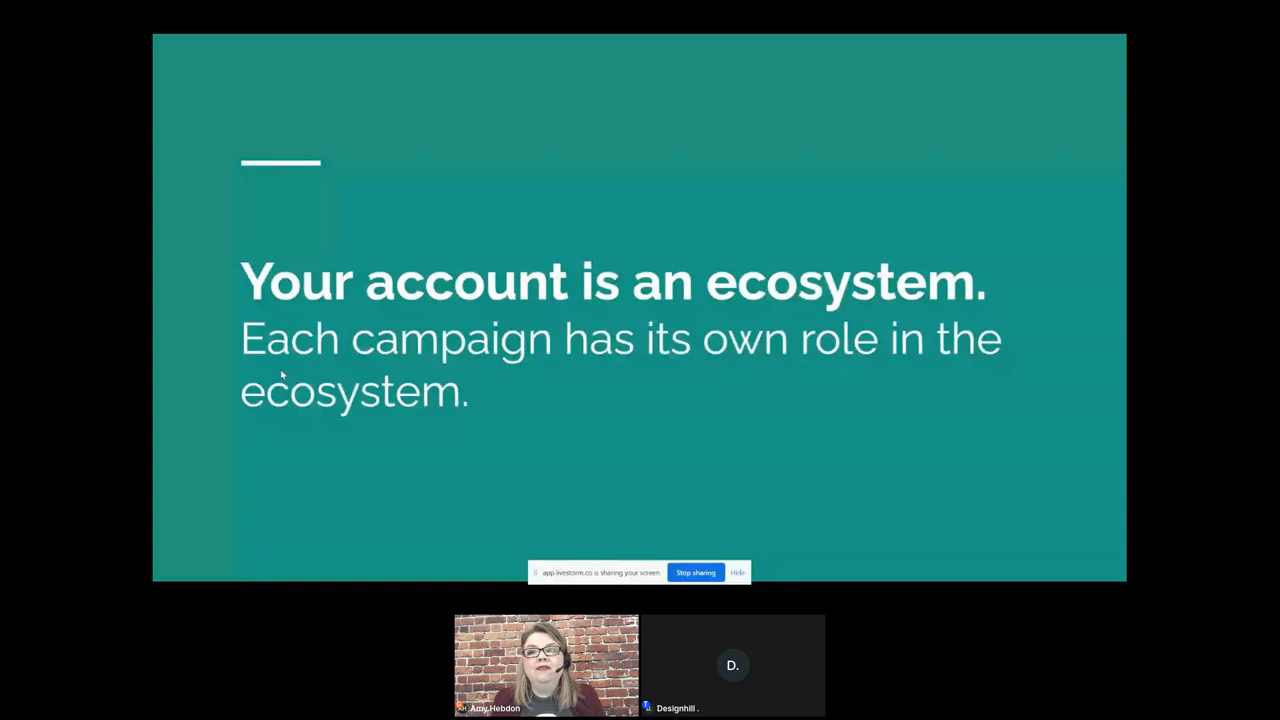 Your account is an ecosystem.
Each campaign has its own role in the
ecosystem.
app.livestorm.co is sharing your screen.
Stop sharing
Hide
D.
Amy Hebdon
Designhill .